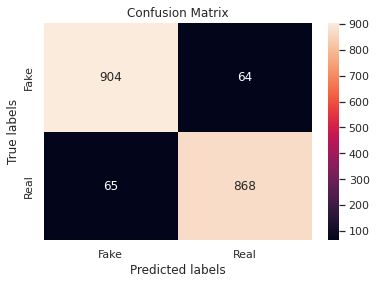 Confusion Matrix
True labels
Fake
904
64
Real
65
868
Fake
Real
Predicted labels
900
800
700
600
500
400
300
200
100